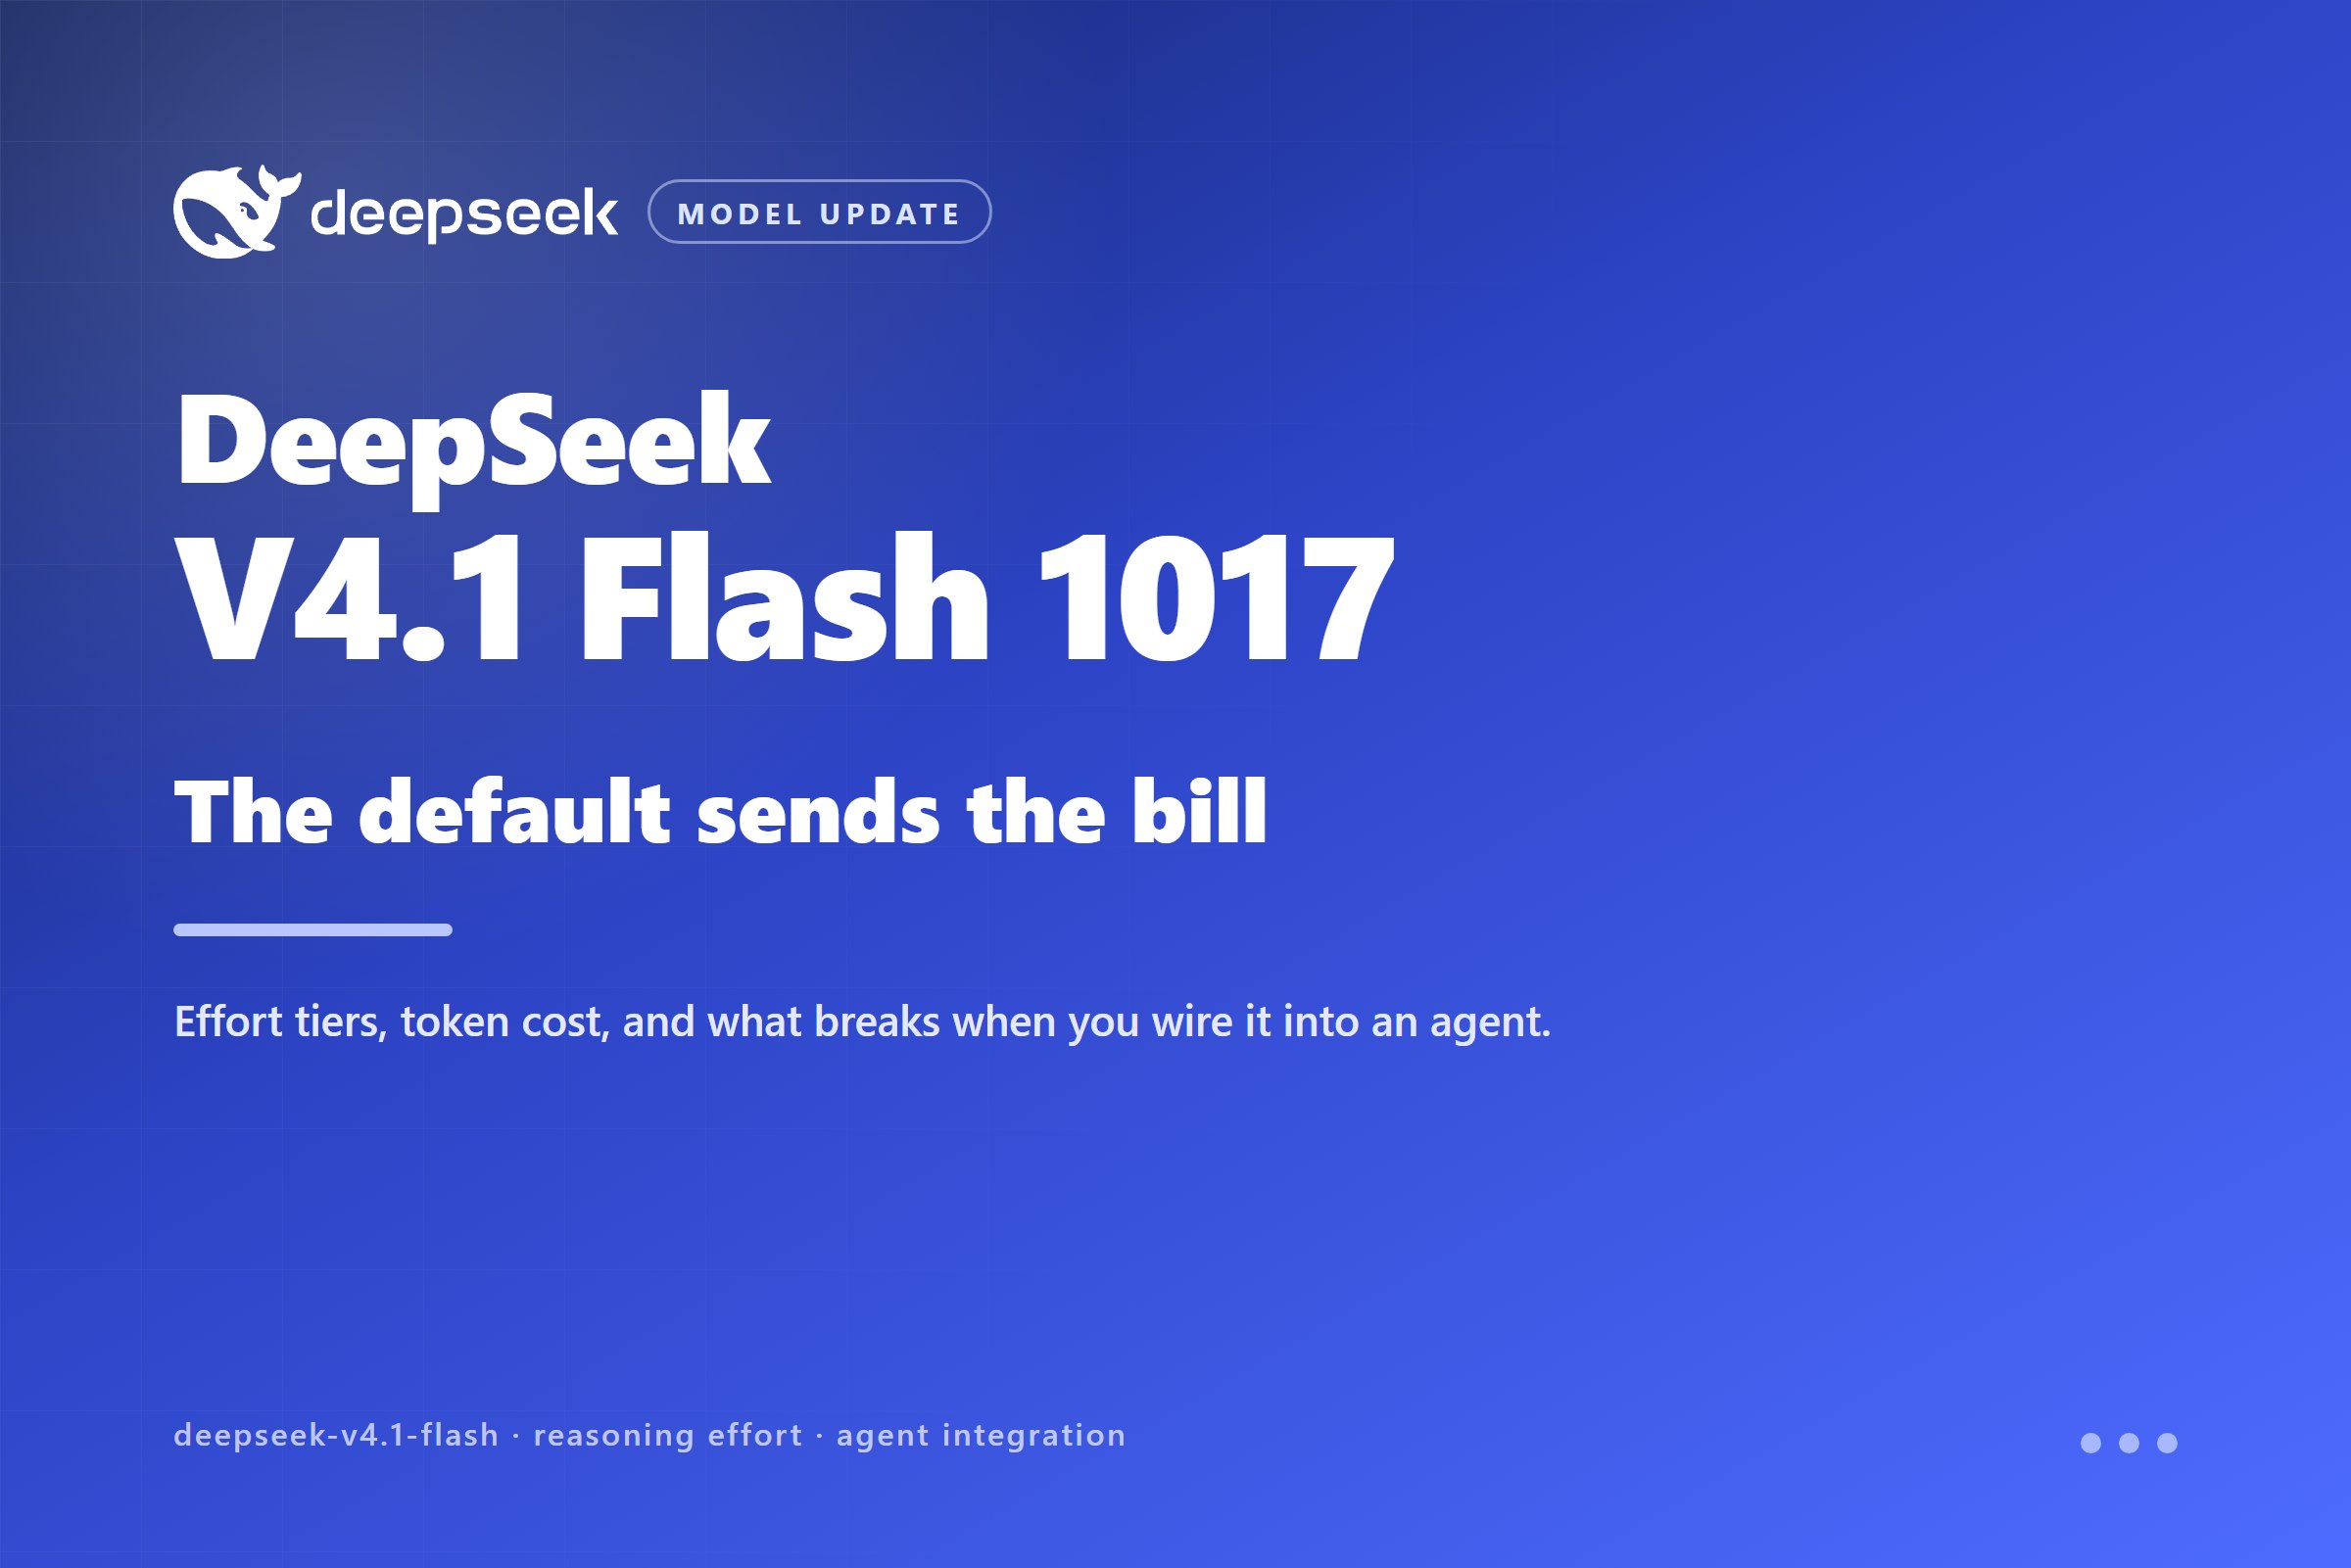 deepseek
MODEL UPDATE
DeepSeek
V4.1 Flash 1017
The default sends the bill
Effort tiers, token cost, and what breaks when you wire it into an agent.
deepseek-v4.1-flash · reasoning effort · agent integration